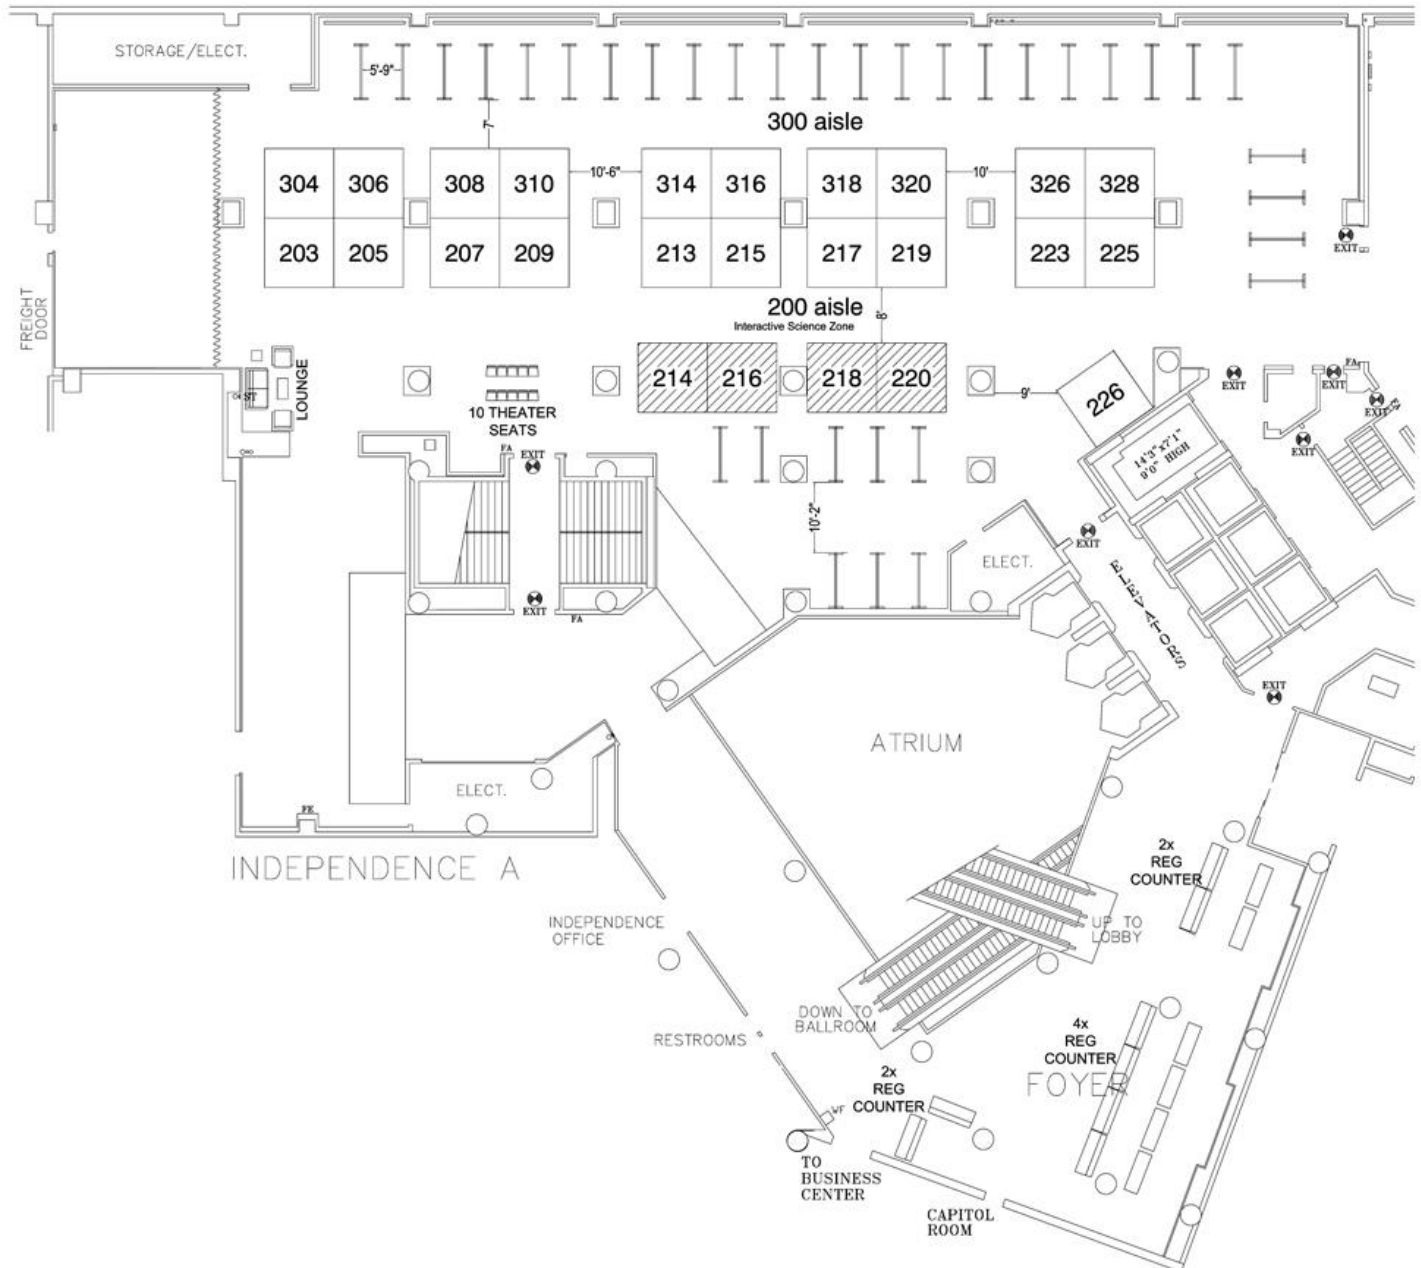 STORAGE/ELECT.
5'-9"
7'
300 aisle
304 306 308 310 10'-6" 314 316 318 320 10' 326 328
203 205 207 209 213 215 217 219 223 225
EXIT
FREIGHT
DOOR
200 aisle
Interactive Science Zone
8'
LOUNGE
ST
10 THEATER
SEATS
214 216 218 220
9'
226
EXIT
EXIT
FA
EXIT
FA
EXIT
14'3"x7'1"
9'0" HIGH
FA
EXIT
10'-2"
EXIT
ELECT.
ELEVATORS
EXIT
FA
EXIT
ATRIUM
ELECT.
FE
INDEPENDENCE A
2x
REG
COUNTER
INDEPENDENCE
OFFICE
UP TO
LOBBY
DOWN TO
BALLROOM
RESTROOMS
4x
REG
COUNTER
FOYER
2x
REG
COUNTER
WF
TO
BUSINESS
CENTER
CAPITOL
ROOM